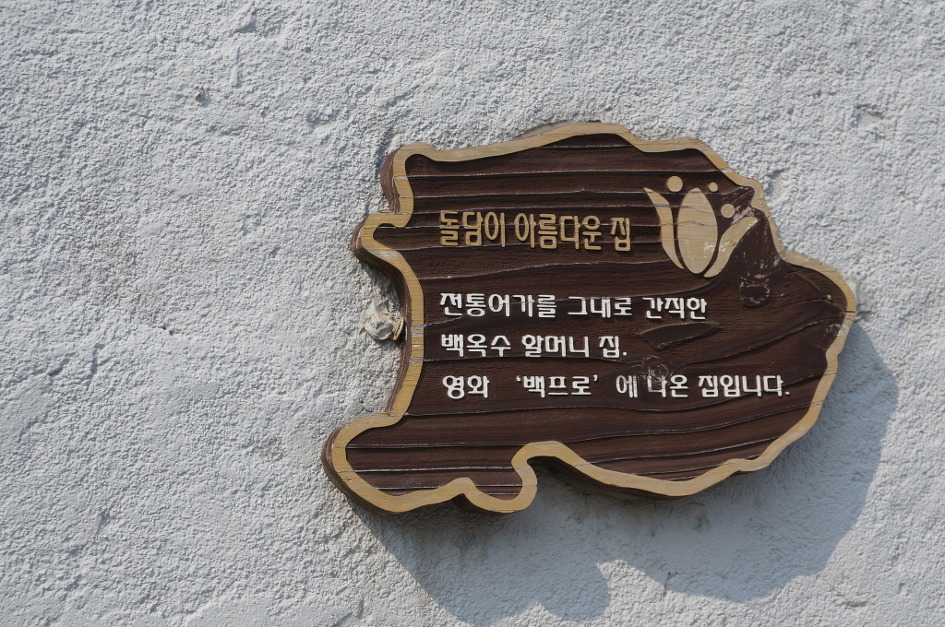 돌담이 아름다운 집
전통어가를 그대로 간직한
백옥수 할머니 집.
영화 ‘백프로’에 나온 집입니다.